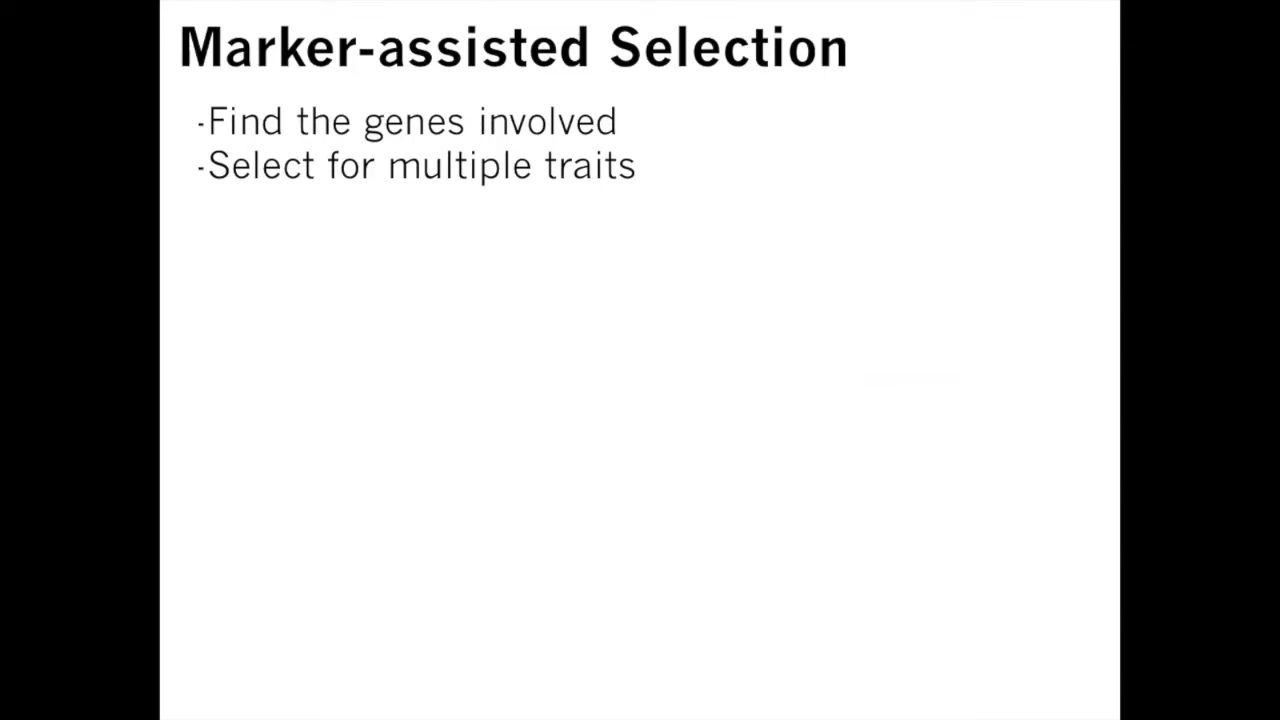 Marker-assisted Selection
-Find the genes involved
-Select for multiple traits